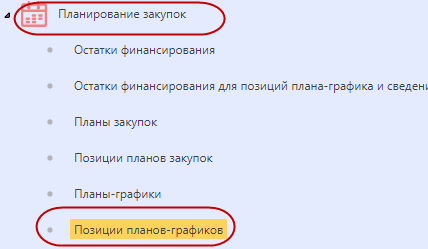 Планирование закупок
Остатки финансирования
Остатки финансирования для позиций плана-графика и сведени
Планы закупок
Позиции планов закупок
Планы-графики
Позиции планов-графиков